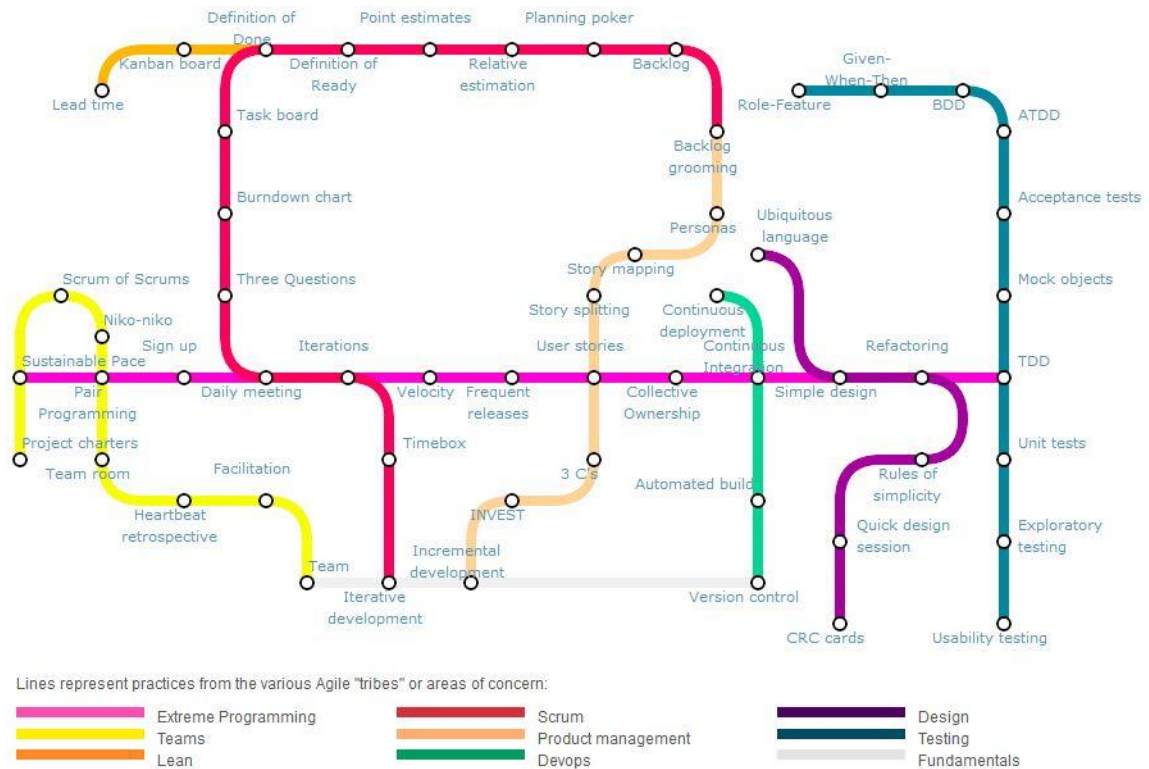 Definition of
Done
Point estimates
Planning poker
Kanban board
Definition of
Ready
Relative
estimation
Backlog
Given-
When-Then
Lead time
Role-Feature
BDD
Task board
ATDD
Backlog
grooming
Burndown chart
Acceptance tests
Personas
Ubiquitous
language
Story mapping
Scrum of Scrums
Three Questions
Mock objects
Niko-niko
Story splitting
Continuous
deployment
Sign up
Iterations
User stories
Continuous
Integration
Refactoring
Sustainable Pace
TDD
Pair
Programming
Daily meeting
Velocity
Frequent
releases
Collective
Ownership
Simple design
Project charters
Timebox
Unit tests
Team room
Facilitation
3 C's
Automated build
Rules of
simplicity
Heartbeat
retrospective
INVEST
Quick design
session
Exploratory
testing
Team
Incremental
development
Iterative
development
Version control
CRC cards
Usability testing
Lines represent practices from the various Agile "tribes" or areas of concern:
Extreme Programming
Scrum
Design
Teams
Product management
Testing
Lean
Devops
Fundamentals